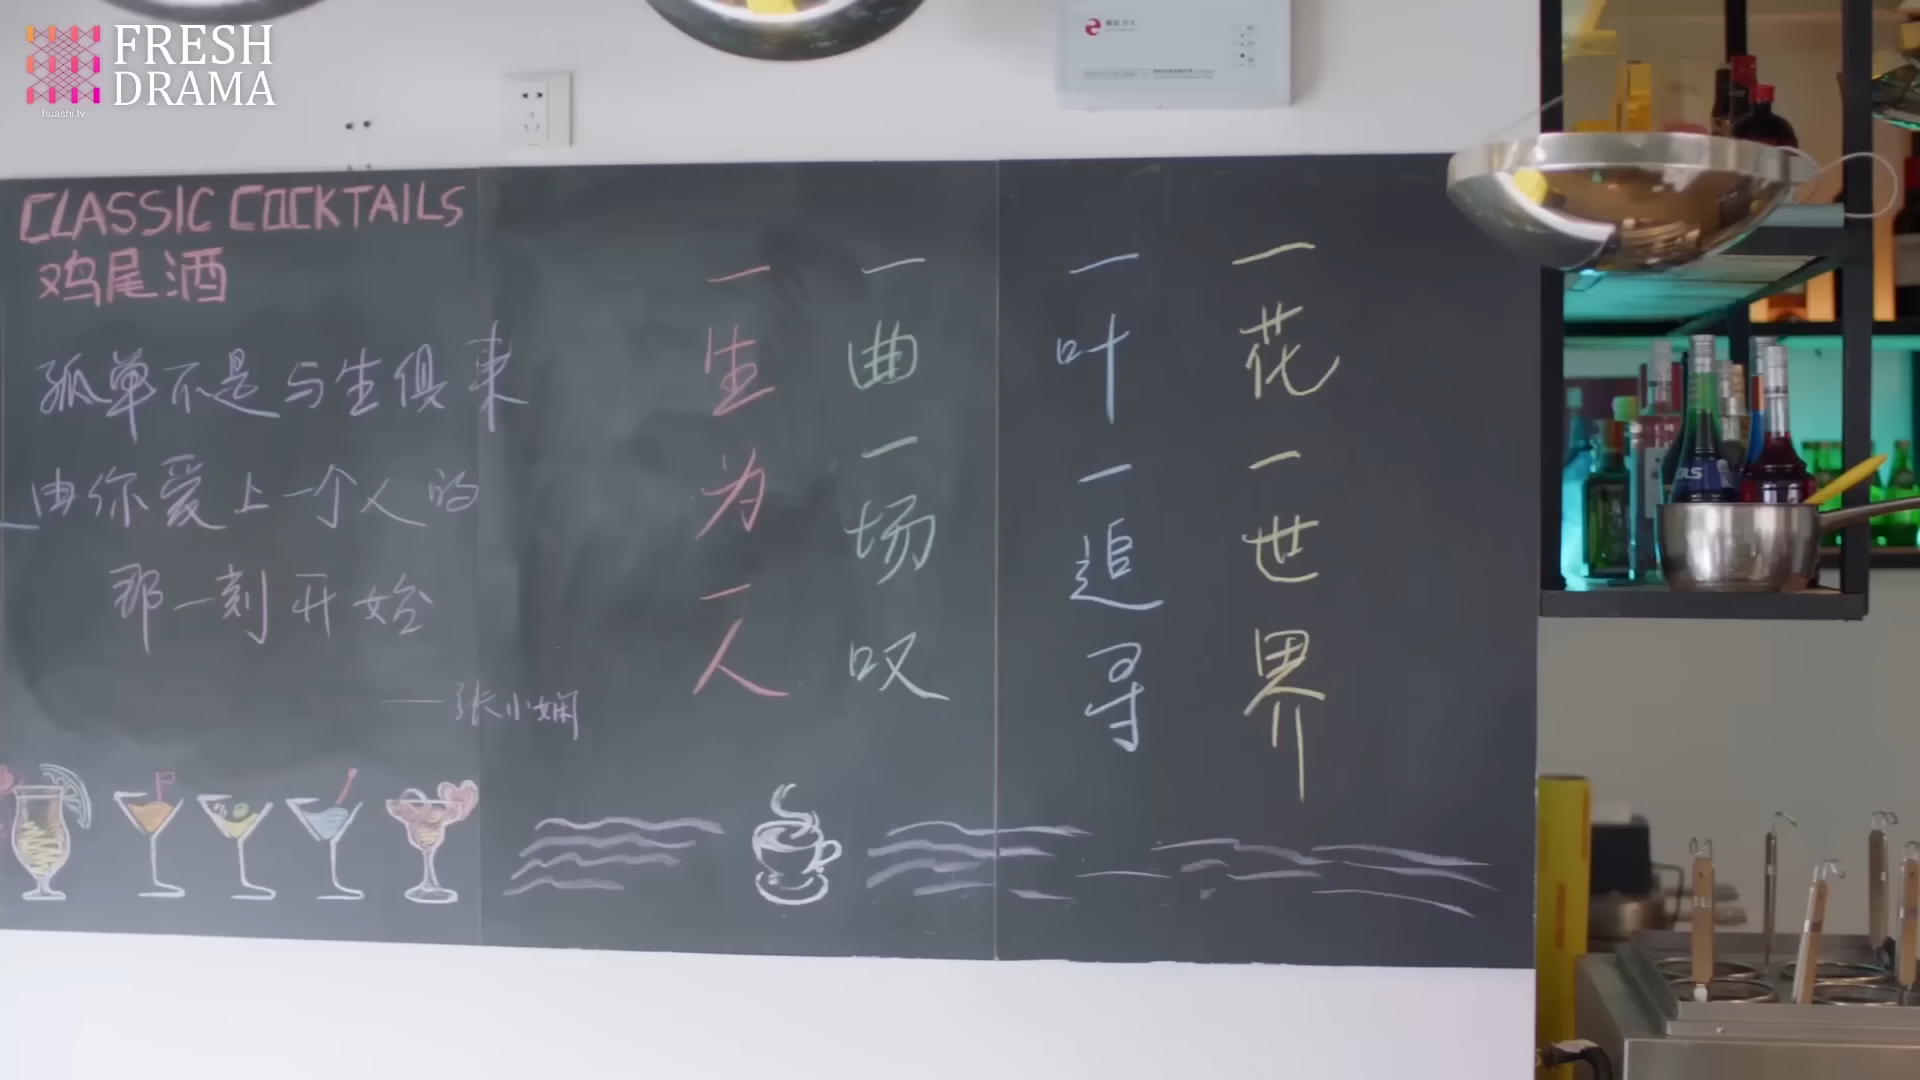 FRESH
DRAMA
huashi.tv
CLASSIC COCKTAILS
鸡尾酒
孤单不是与生俱来
由你爱上一个人的
那一刻开始
——张小娴
一花一世界
一叶一追寻
一曲一场叹
一生为一人